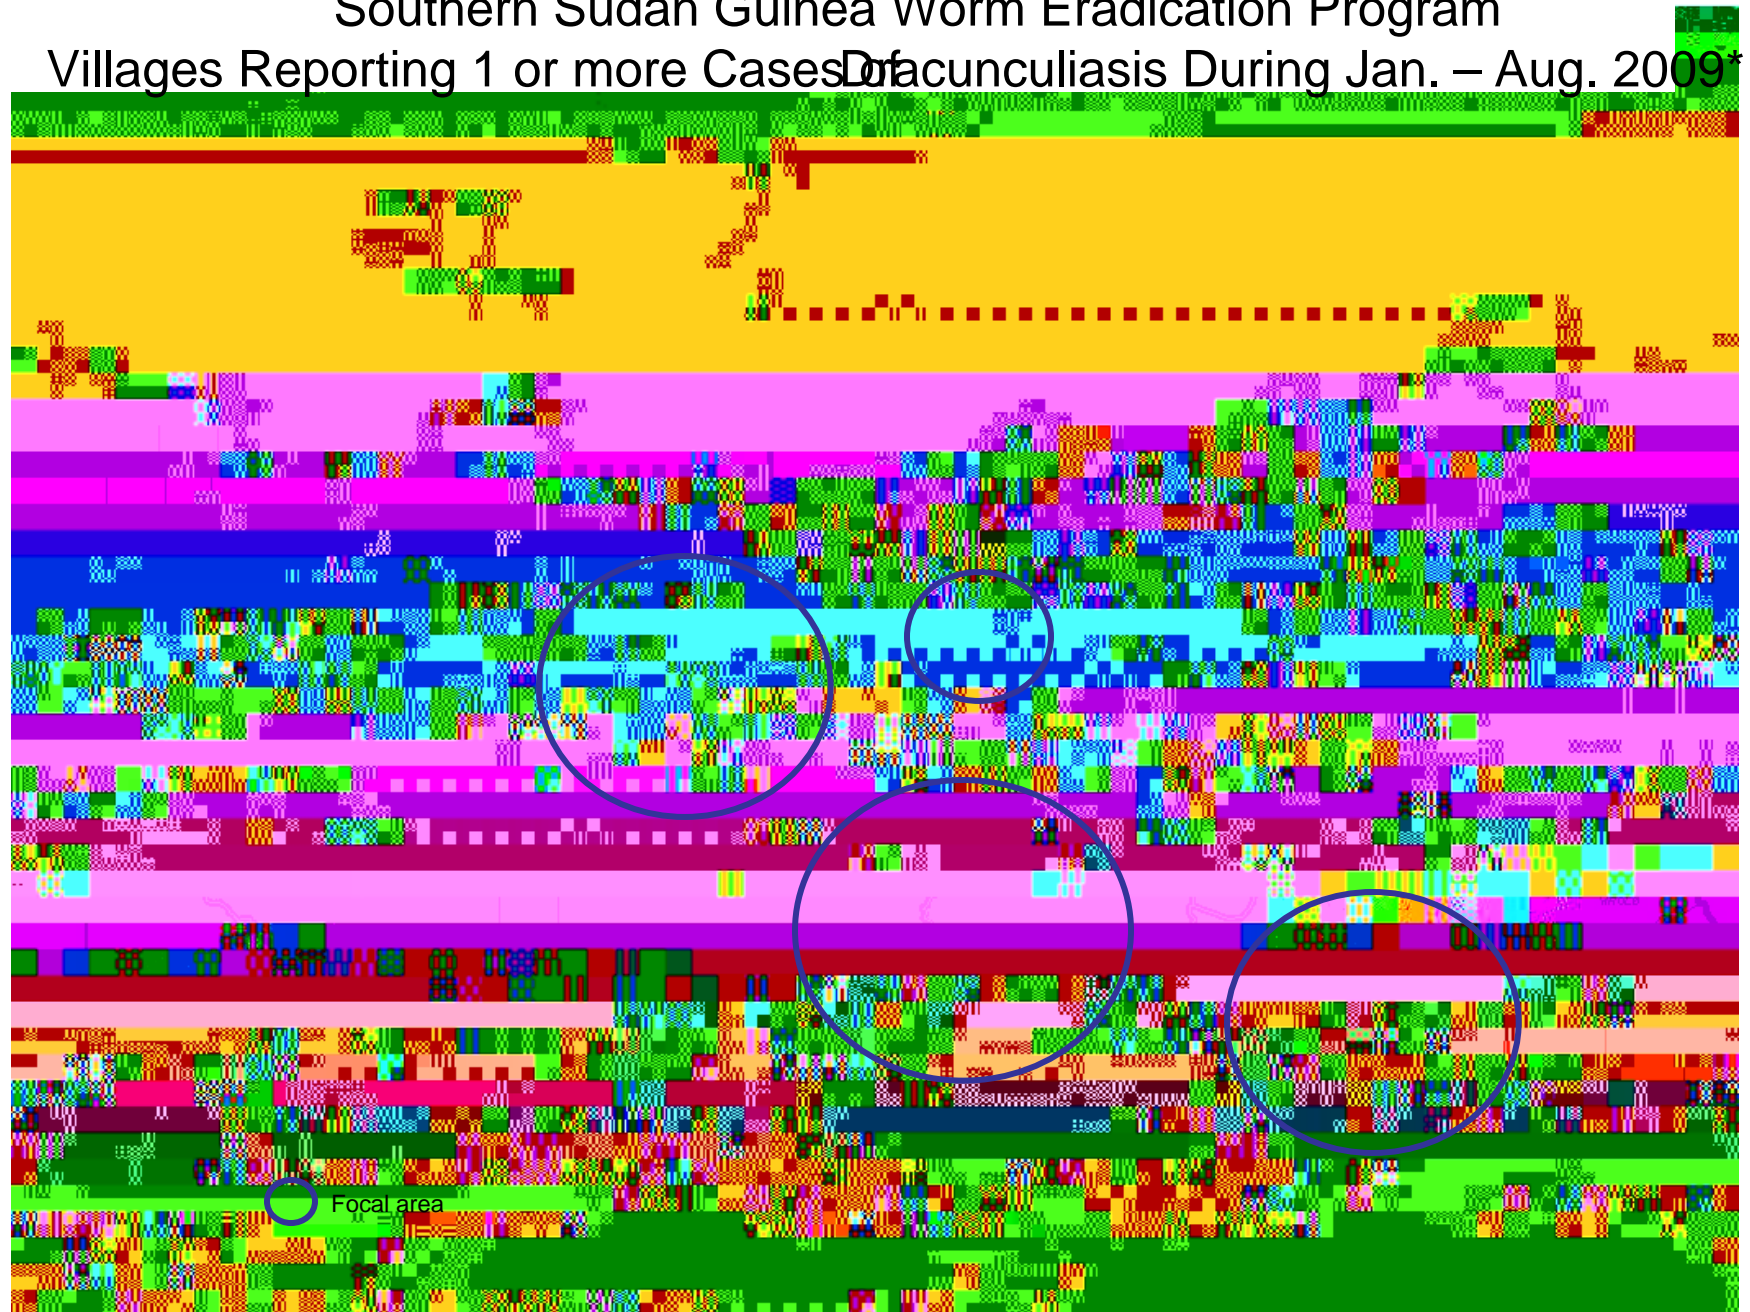 Southern Sudan Guinea Worm Eradication Program
Villages Reporting 1 or more Cases of Dracunculiasis During Jan. – Aug. 2009*
Focal area